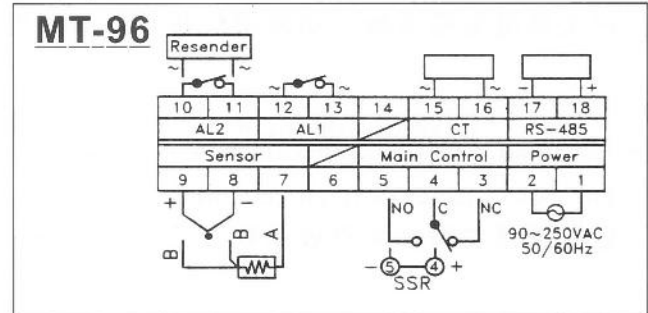 MT-96
Resender
~ ~ ~ ~ ~ ~ - +
10 11 12 13 14 15 16 17 18
AL2 AL1 CT RS-485
Sensor Main Control Power
9 8 7 6 5 4 3 2 1
+ - NO C NC
B B A
90~250VAC
50/60Hz
- 5 4 +
SSR